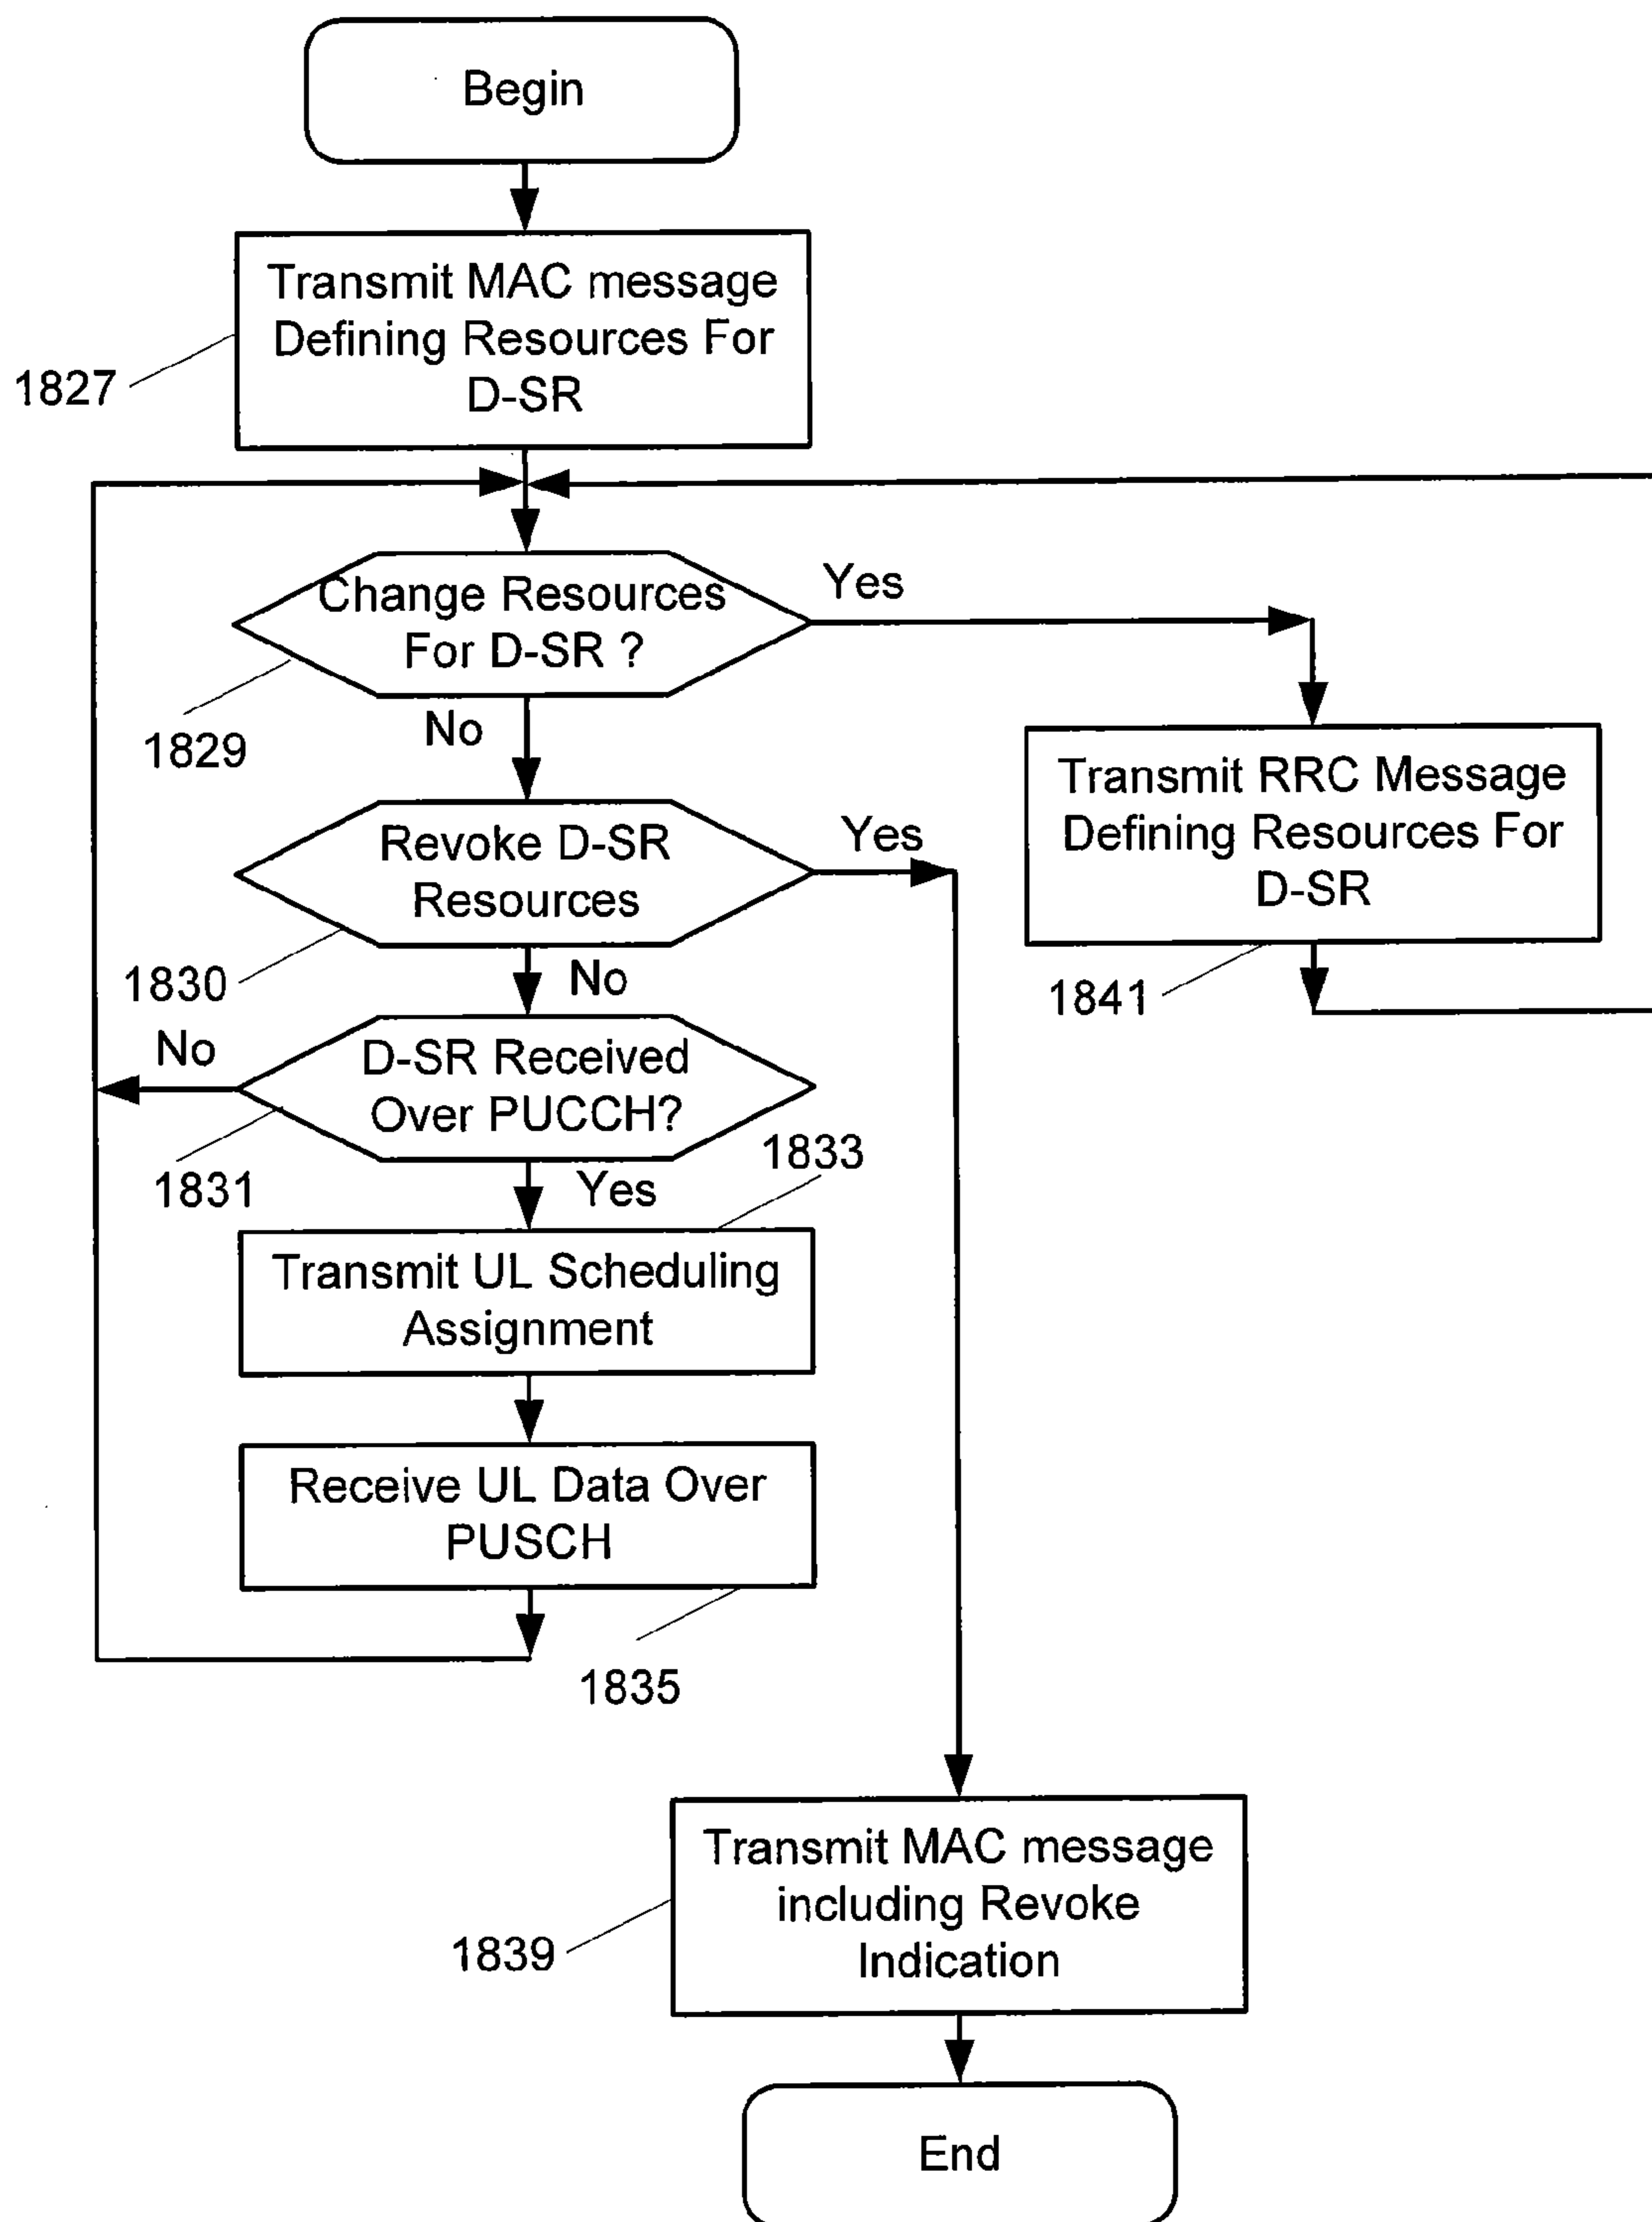 Begin
Transmit MAC message
Defining Resources For
D-SR
1827
Change Resources
For D-SR ?
Yes
1829
No
Transmit RRC Message
Defining Resources For
D-SR
1841
Revoke D-SR
Resources
Yes
1830
No
D-SR Received
Over PUCCH?
No
1831
Yes
1833
Transmit UL Scheduling
Assignment
Receive UL Data Over
PUSCH
1835
Transmit MAC message
including Revoke
Indication
1839
End